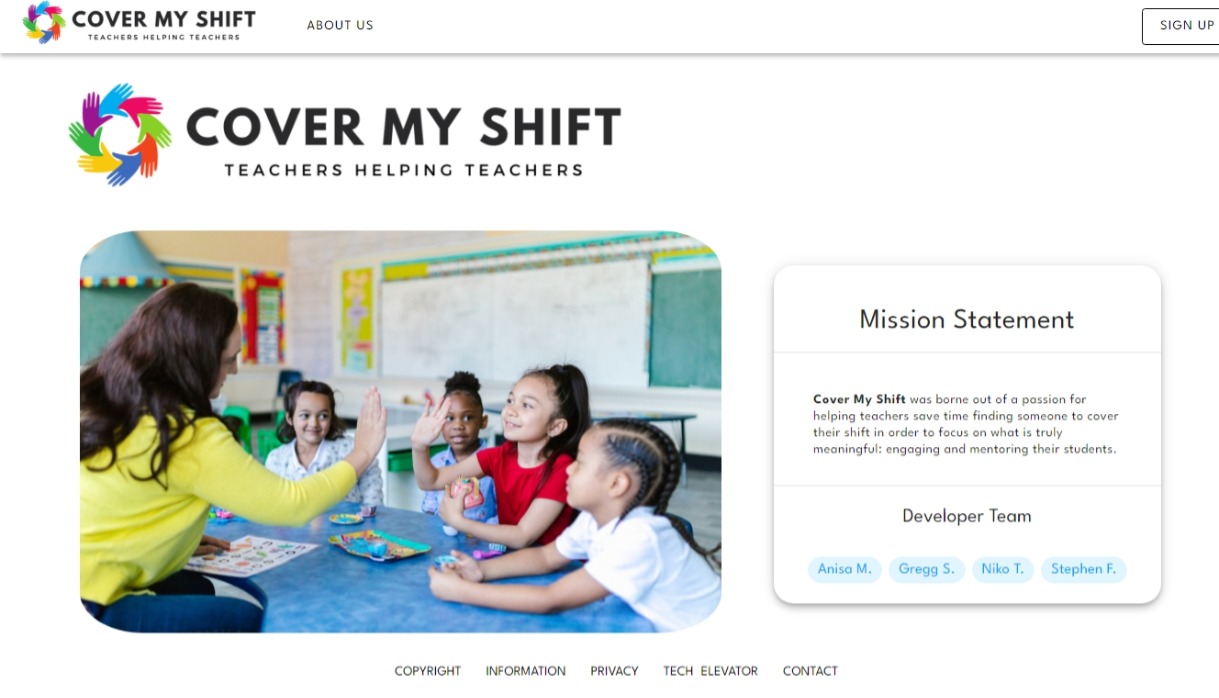 COVER MY SHIFT
TEACHERS HELPING TEACHERS
ABOUT US
SIGN UP
COVER MY SHIFT
TEACHERS HELPING TEACHERS
Mission Statement
Cover My Shift was borne out of a passion for
helping teachers save time finding someone to cover
their shift in order to focus on what is truly
meaningful: engaging and mentoring their students.
Developer Team
Anisa M. Gregg S. Niko T. Stephen F.
COPYRIGHT INFORMATION PRIVACY TECH ELEVATOR CONTACT